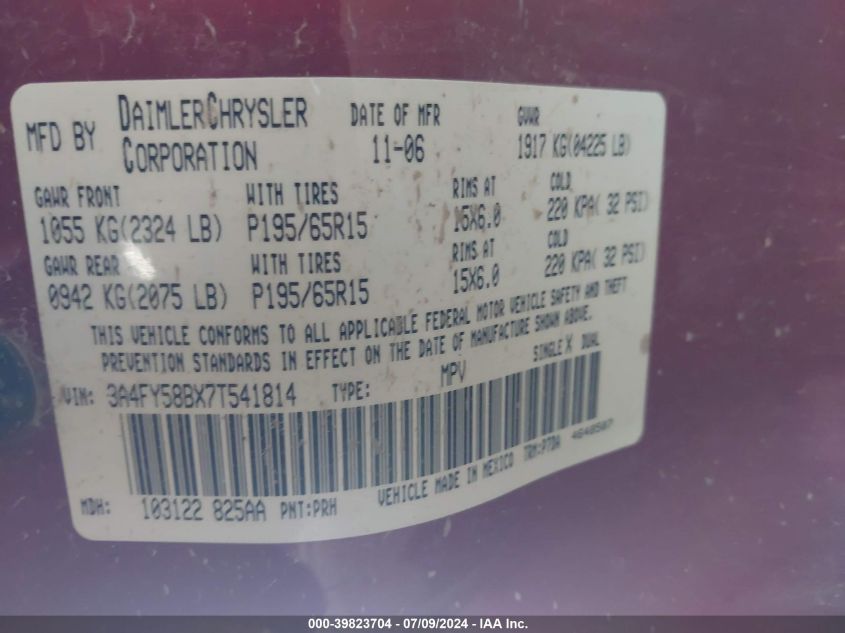 MFD BY DAIMLERCHRYSLER CORPORATION DATE OF MFR 11-06 GVWR 1917 KG(04225 LB)
GAWR FRONT WITH TIRES RIMS AT COLD
1055 KG(2324 LB) P195/65R15 15X6.0 220 KPA( 32 PSI)
GAWR REAR WITH TIRES RIMS AT COLD
0942 KG(2075 LB) P195/65R15 15X6.0 220 KPA( 32 PSI)
THIS VEHICLE CONFORMS TO ALL APPLICABLE FEDERAL MOTOR VEHICLE SAFETY AND THEFT
PREVENTION STANDARDS IN EFFECT ON THE DATE OF MANUFACTURE SHOWN ABOVE.
VIN: 3A4FY58BX7T541814 TYPE: MPV SINGLE X DUAL
MDH: 103122 825AA PNT:PRH VEHICLE MADE IN MEXICO TRM:P7DA 4648507
000-39823704 - 07/09/2024 - IAA Inc.